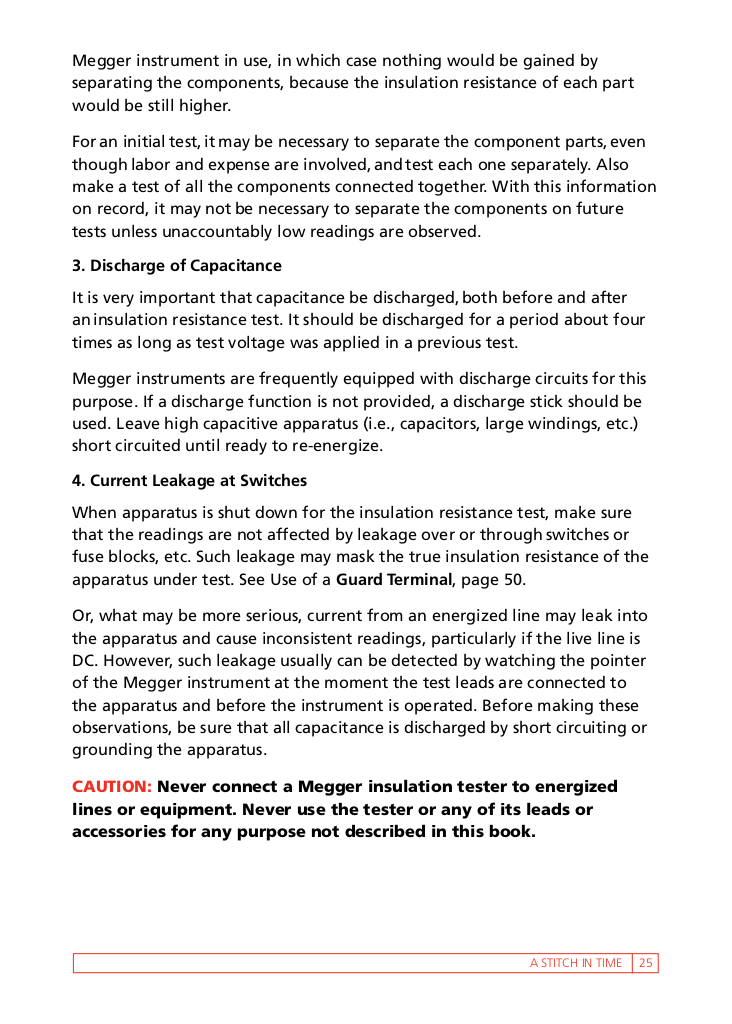 Megger instrument in use, in which case nothing would be gained by
separating the components, because the insulation resistance of each part
would be still higher.
For an initial test, it may be necessary to separate the component parts, even
though labor and expense are involved, and test each one separately. Also
make a test of all the components connected together. With this information
on record, it may not be necessary to separate the components on future
tests unless unaccountably low readings are observed.
3. Discharge of Capacitance
It is very important that capacitance be discharged, both before and after
an insulation resistance test. It should be discharged for a period about four
times as long as test voltage was applied in a previous test.
Megger instruments are frequently equipped with discharge circuits for this
purpose. If a discharge function is not provided, a discharge stick should be
used. Leave high capacitive apparatus (i.e., capacitors, large windings, etc.)
short circuited until ready to re-energize.
4. Current Leakage at Switches
When apparatus is shut down for the insulation resistance test, make sure
that the readings are not affected by leakage over or through switches or
fuse blocks, etc. Such leakage may mask the true insulation resistance of the
apparatus under test. See Use of a Guard Terminal, page 50.
Or, what may be more serious, current from an energized line may leak into
the apparatus and cause inconsistent readings, particularly if the live line is
DC. However, such leakage usually can be detected by watching the pointer
of the Megger instrument at the moment the test leads are connected to
the apparatus and before the instrument is operated. Before making these
observations, be sure that all capacitance is discharged by short circuiting or
grounding the apparatus.
CAUTION: Never connect a Megger insulation tester to energized
lines or equipment. Never use the tester or any of its leads or
accessories for any purpose not described in this book.
A STITCH IN TIME 25